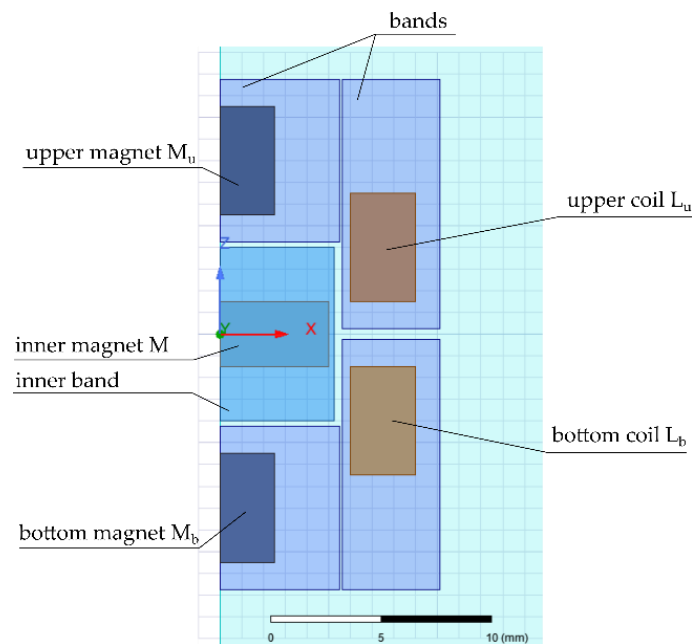 bands
upper magnet Mu
upper coil Lu
Z
Y
X
inner magnet M
inner band
bottom coil Lb
bottom magnet Mb
0
5
10 (mm)